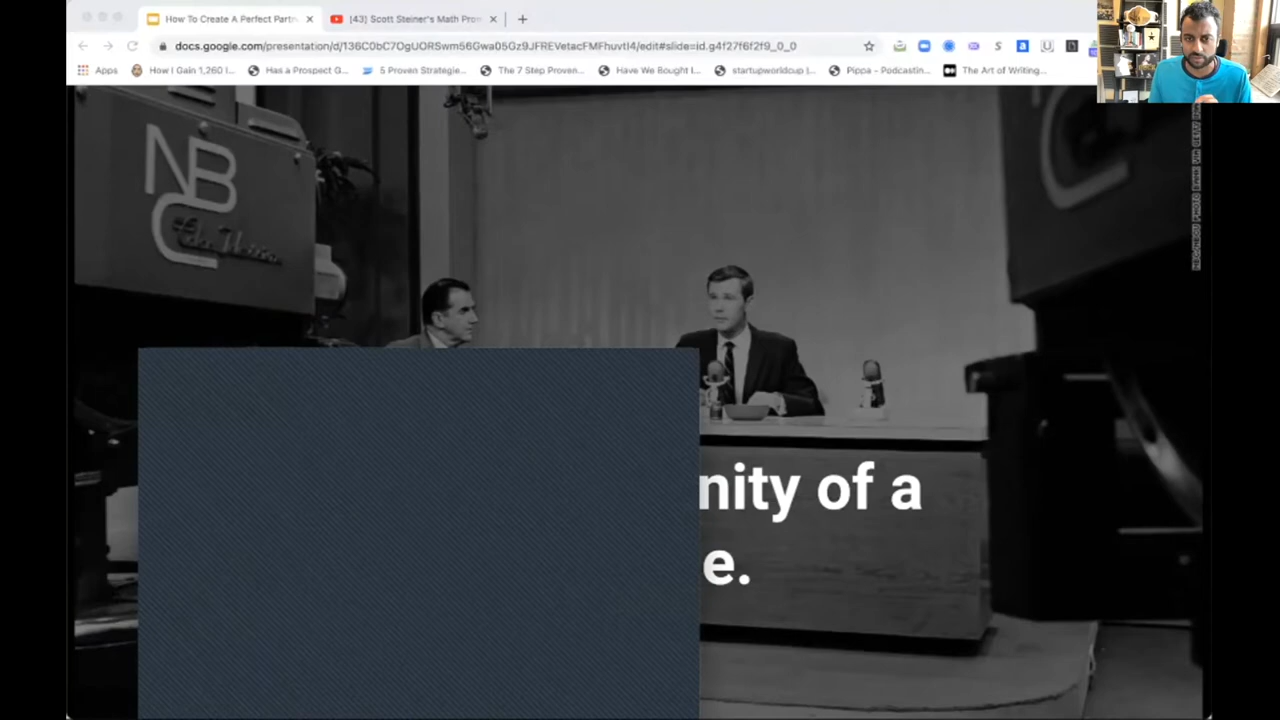 How To Create A Perfect Partn
[43] Scott Steiner's Math Prom
docs.google.com/presentation/d/136C0bC7OgUORSwm56Gwa05Gz9JFREVetacFMFhuvtI4/edit#slide=id.g4f27f6f2f9_0_0
Apps
How I Gain 1,260 I...
Has a Prospect G...
5 Proven Strategie...
The 7 Step Proven...
Have We Bought I...
startupworldcup |...
Pippa - Podcastin...
The Art of Writing...
NBC
nity of a
e.